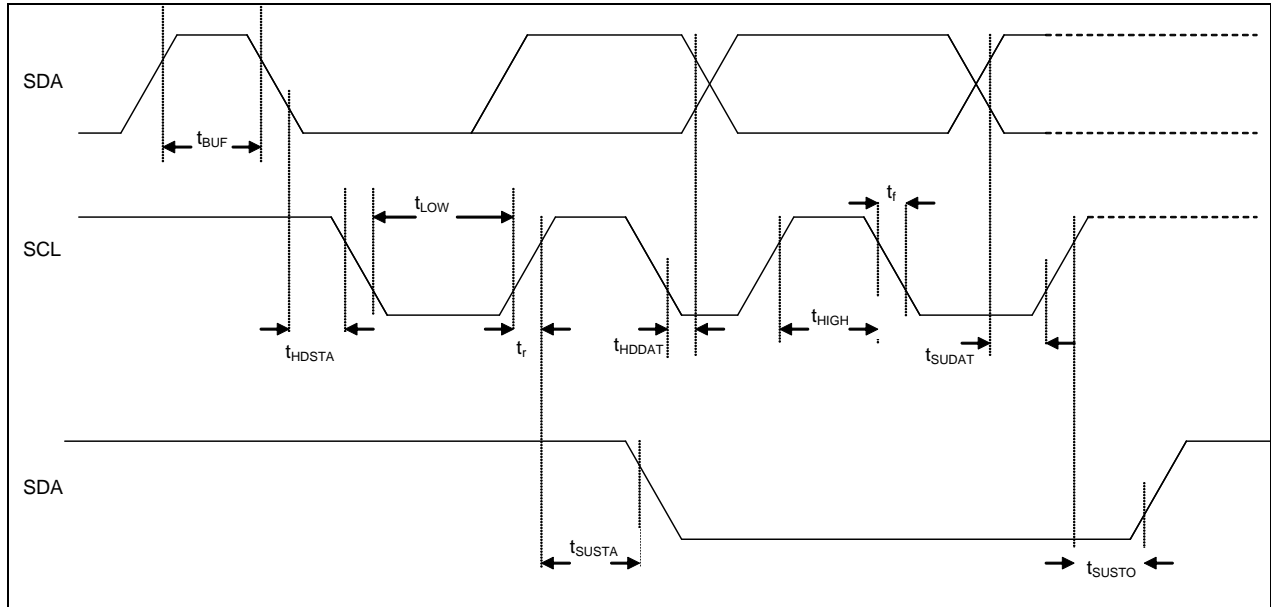 SDA
tBUF
tLOW
tf
SCL
tHDSTA
tr
tHDDAT
tHIGH
tSUDAT
SDA
tSUSTA
tSUSTO